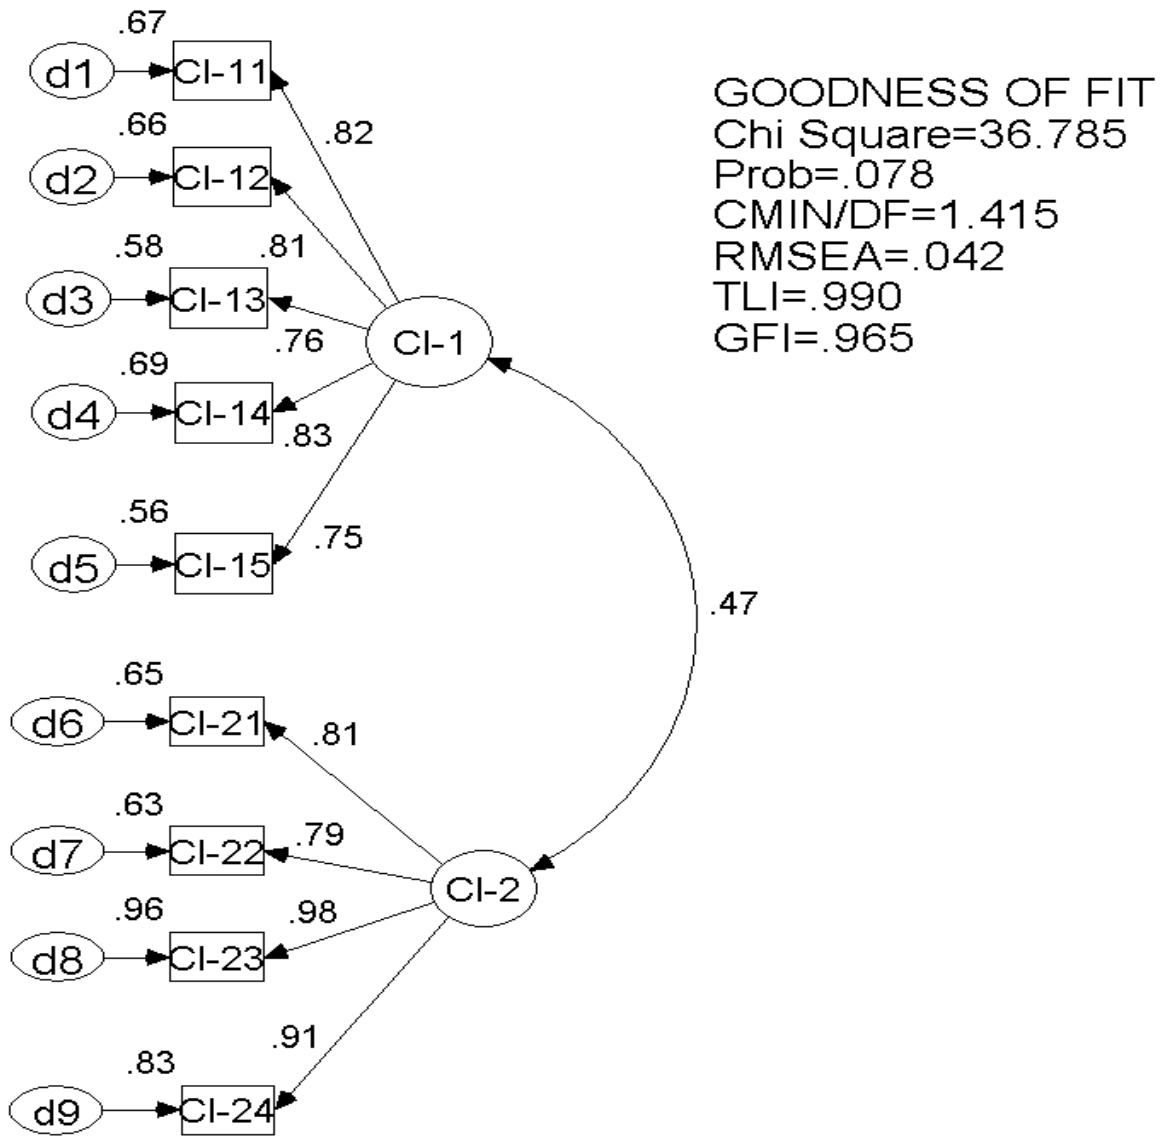 .67
d1
CI-11
.66
.82
d2
CI-12
.58
.81
d3
CI-13
.76
CI-1
.69
d4
CI-14
.83
.56
.75
d5
CI-15
.47
.65
d6
CI-21
.81
.63
.79
d7
CI-22
CI-2
.96
.98
d8
CI-23
.91
.83
d9
CI-24
GOODNESS OF FIT
Chi Square=36.785
Prob=.078
CMIN/DF=1.415
RMSEA=.042
TLI=.990
GFI=.965